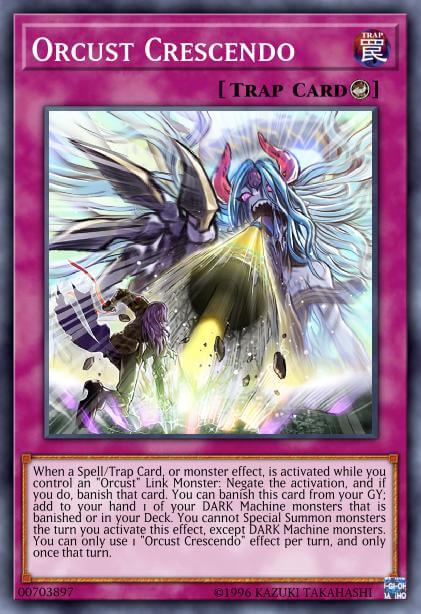 Orcust Crescendo
TRAP
罠
[Trap Card]
When a Spell/Trap Card, or monster effect, is activated while you
control an "Orcust" Link Monster: Negate the activation, and if
you do, banish that card. You can banish this card from your GY;
add to your hand 1 of your DARK Machine monsters that is
banished or in your Deck. You cannot Special Summon monsters
the turn you activate this effect, except DARK Machine monsters.
You can only use 1 "Orcust Crescendo" effect per turn, and only
once that turn.
00703897
©1996 KAZUKI TAKAHASHI